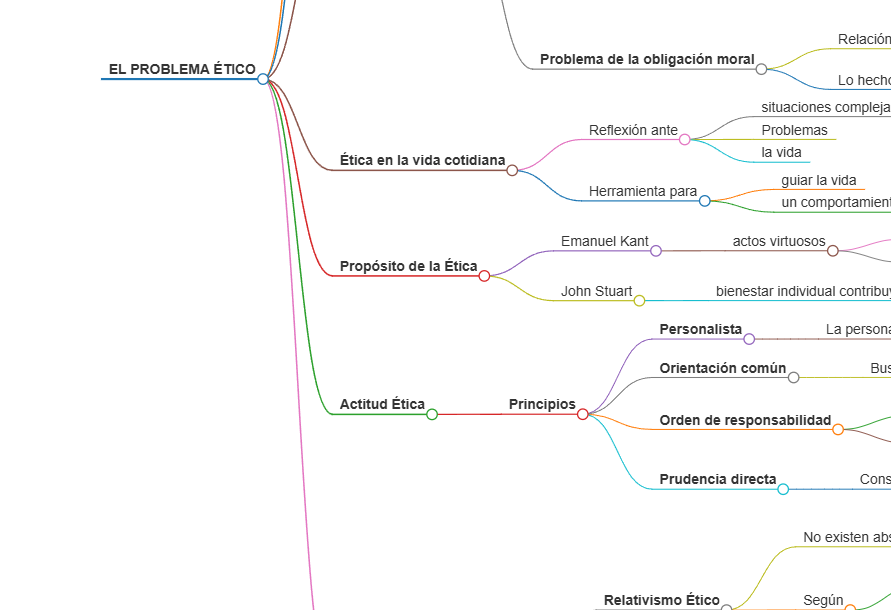 EL PROBLEMA ÉTICO
Problema de la obligación moral
Relación
Lo hecho
Ética en la vida cotidiana
Reflexión ante
situaciones compleja
Problemas
la vida
Herramienta para
guiar la vida
un comportamient
Propósito de la Ética
Emanuel Kant
actos virtuosos
John Stuart
bienestar individual contribuy
Actitud Ética
Principios
Personalista
La persona
Orientación común
Bus
Orden de responsabilidad
Prudencia directa
Cons
Relativismo Ético
No existen abs
Según